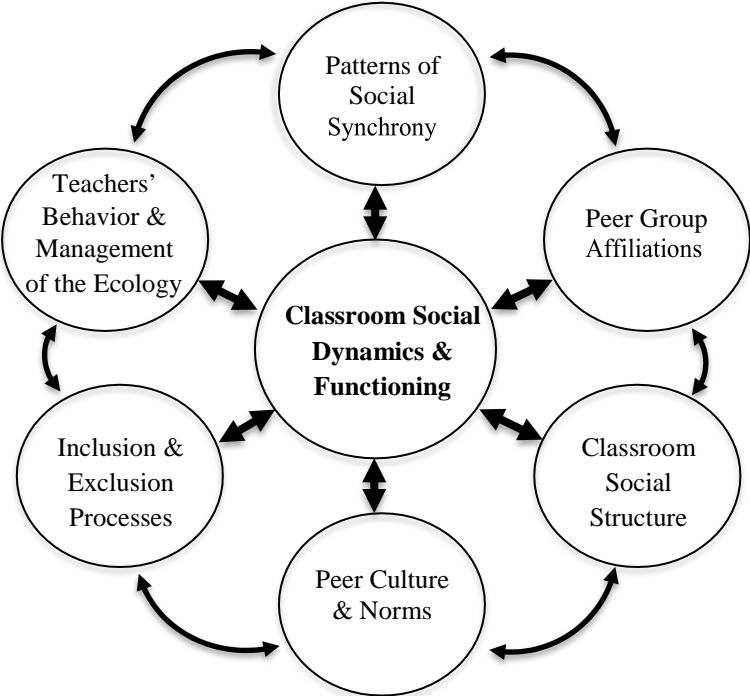 Patterns of
Social
Synchrony
Teachers’
Behavior &
Management
of the Ecology
Peer Group
Affiliations
Classroom Social
Dynamics &
Functioning
Inclusion &
Exclusion
Processes
Classroom
Social
Structure
Peer Culture
& Norms